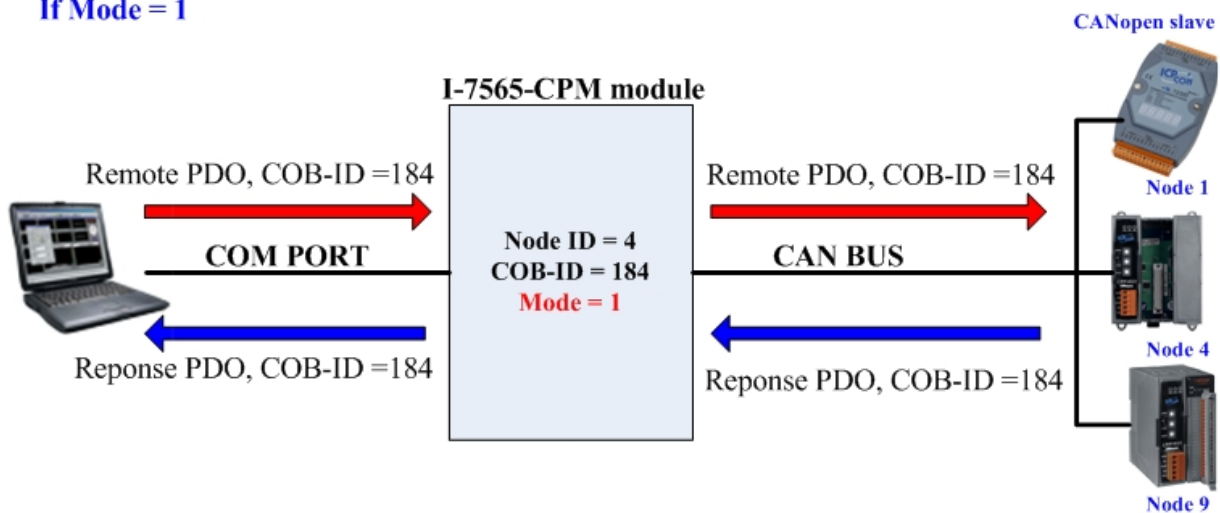 If Mode = 1
CANopen slave
I-7565-CPM module
ICPCON
Remote PDO, COB-ID =184
Remote PDO, COB-ID =184
Node 1
Node ID = 4
COM PORT
COB-ID = 184
CAN BUS
Mode = 1
Node 4
Reponse PDO, COB-ID =184
Reponse PDO, COB-ID =184
Node 9